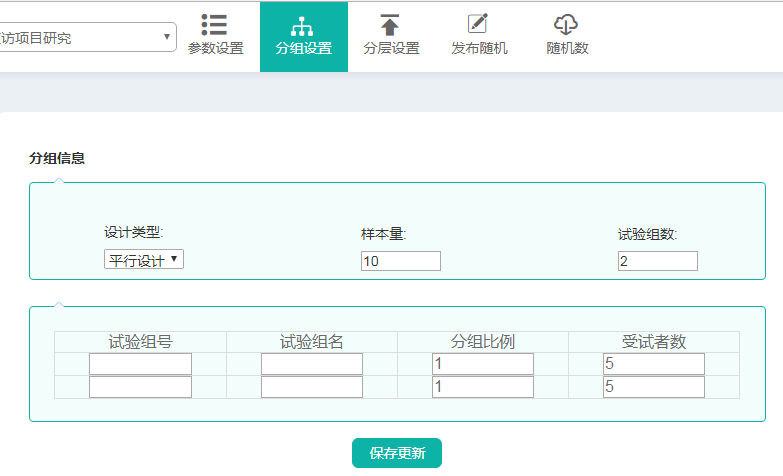 访项目研究
参数设置
分组设置
分层设置
发布随机
随机数
分组信息
设计类型:
样本量:
试验组数:
平行设计
10
2
试验组号 试验组名 分组比例 受试者数
1 5
1 5
保存更新